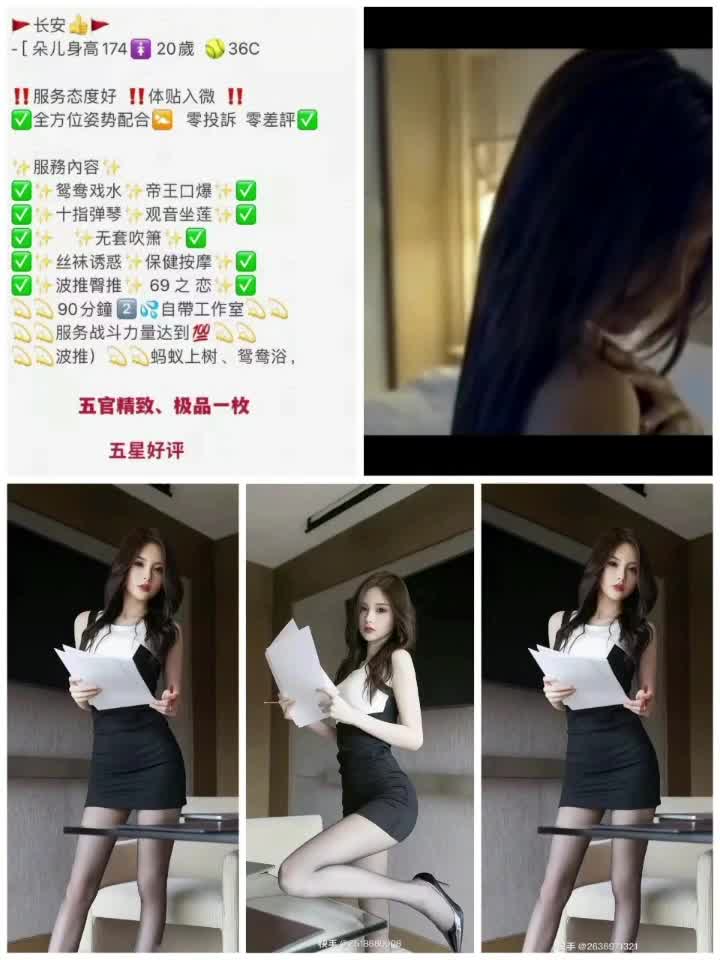 🚩长安👍🚩
-[ 朵儿身高174🚺 20歲 🎾36C
‼️服务态度好 ‼️体贴入微 ‼️
✅全方位姿势配合 零投訴 零差評✅
✨服務內容✨
✅✨鸳鸯戏水✨帝王口爆✨✅
✅✨十指弹琴✨观音坐莲✨✅
✅✨ ✨无套吹箫✨✅
✅✨丝袜诱惑✨保健按摩✨✅
✅✨波推臀推✨ 69 之 恋✨✅
💫💫90分鐘2️⃣💦自帶工作室💫💫
💫💫服务战斗力量达到💯💫💫
💫💫波推）💫💫蚂蚁上树、鸳鸯浴，
五官精致、极品一枚
五星好评
快手 @2636971321